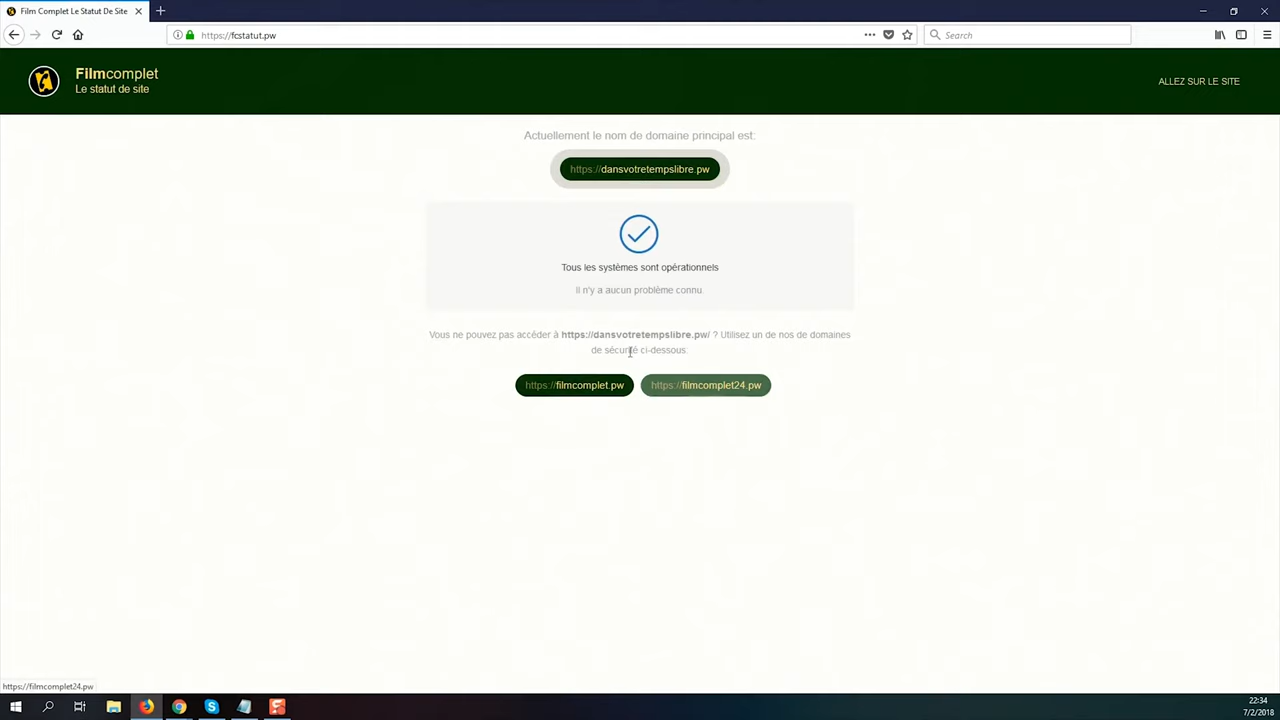 Film Complet Le Statut De Site
https://fcstatut.pw
Search
Filmcomplet
Le statut de site
ALLEZ SUR LE SITE
Actuellement le nom de domaine principal est:
https://dansvotretempslibre.pw
Tous les systèmes sont opérationnels
Il n'y a aucun problème connu.
Vous ne pouvez pas accéder à https://dansvotretempslibre.pw/ ? Utilisez un de nos de domaines
de sécurité ci-dessous:
https://filmcomplet.pw
https://filmcomplet24.pw
https://filmcomplet24.pw
22:34
7/2/2018